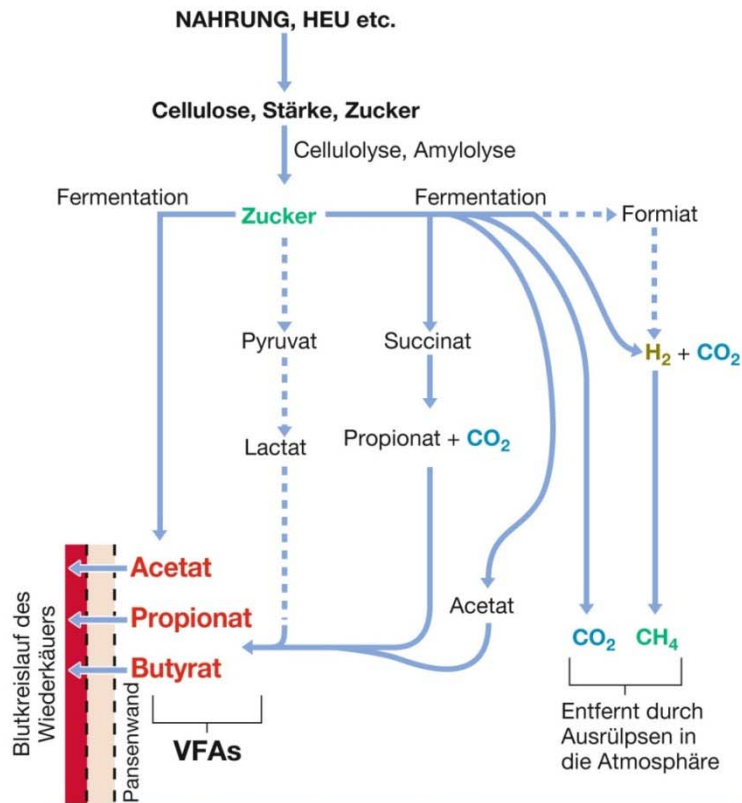 NAHRUNG, HEU etc.
Cellulose, Stärke, Zucker
Cellulolyse, Amylolyse
Fermentation
Fermentation
Zucker
Formiat
Pyruvat
Succinat
H₂ + CO₂
Lactat
Propionat + CO₂
Acetat
Propionat
Butyrat
Acetat
CO₂
CH₄
VFAs
Entfernt durch
Ausrülpsen in
die Atmosphäre
Blutkreislauf des
Wiederkäuers
Pansenwand